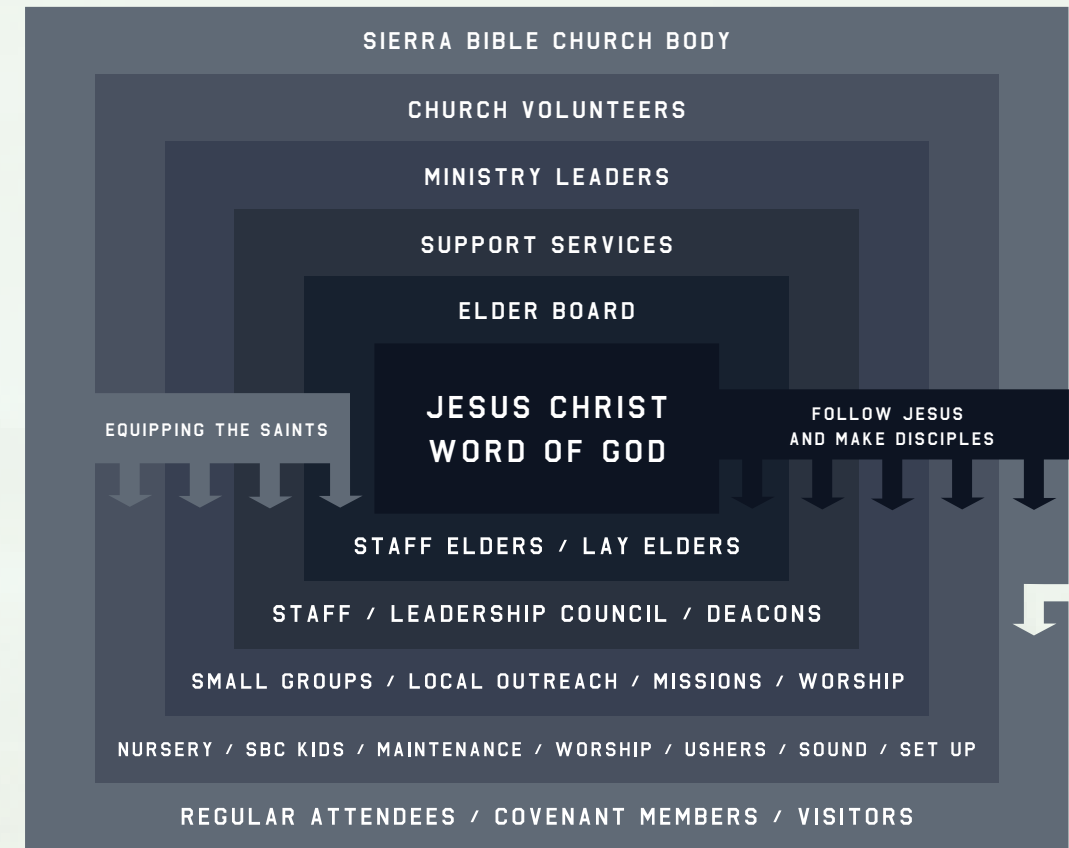 SIERRA BIBLE CHURCH BODY
CHURCH VOLUNTEERS
MINISTRY LEADERS
SUPPORT SERVICES
ELDER BOARD
JESUS CHRIST
WORD OF GOD
EQUIPPING THE SAINTS
FOLLOW JESUS
AND MAKE DISCIPLES
STAFF ELDERS / LAY ELDERS
STAFF / LEADERSHIP COUNCIL / DEACONS
SMALL GROUPS / LOCAL OUTREACH / MISSIONS / WORSHIP
NURSERY / SBC KIDS / MAINTENANCE / WORSHIP / USHERS / SOUND / SET UP
REGULAR ATTENDEES / COVENANT MEMBERS / VISITORS